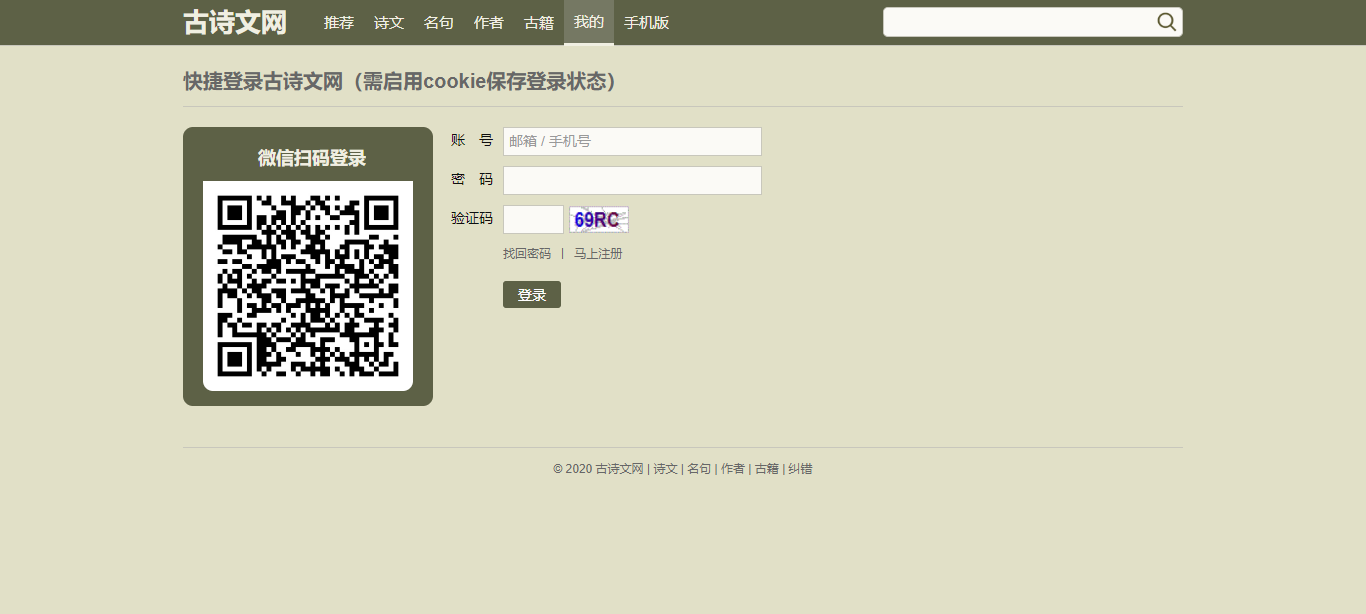 古诗文网 推荐 诗文 名句 作者 古籍 我的 手机版
快捷登录古诗文网（需启用cookie保存登录状态）
微信扫码登录
账 号 邮箱 / 手机号
密 码
验证码 69RC
找回密码 | 马上注册
登录
© 2020 古诗文网 | 诗文 | 名句 | 作者 | 古籍 | 纠错